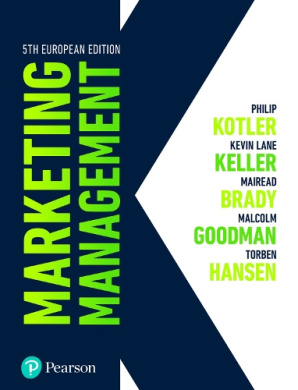 5TH EUROPEAN EDITION
MARKETING
MANAGEMENT
PHILIP
KOTLER
KEVIN LANE
KELLER
MAIREAD
BRADY
MALCOLM
GOODMAN
TORBEN
HANSEN
Pearson